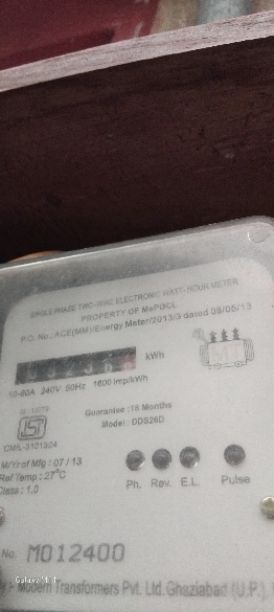 SINGLE PHASE TWO-WIRE ELECTRONIC WATT-HOUR METER
PROPERTY OF MePDCL
P.O. No.:ACE(MM)/Energy Meter/2013/3 dated 08/05/13
kWh
10-60A 240V 50Hz 1600 imp/kWh
Guarantee :18 Months
Model: DDS26D
CM/L-3101324
M/Yr of Mfg : 07 / 13
Ref Temp : 27°C
Class : 1.0
Ph. Rev. E.L. Pulse
No. M012400
Modern Transformers Pvt. Ltd. Ghaziabad (U.P.)